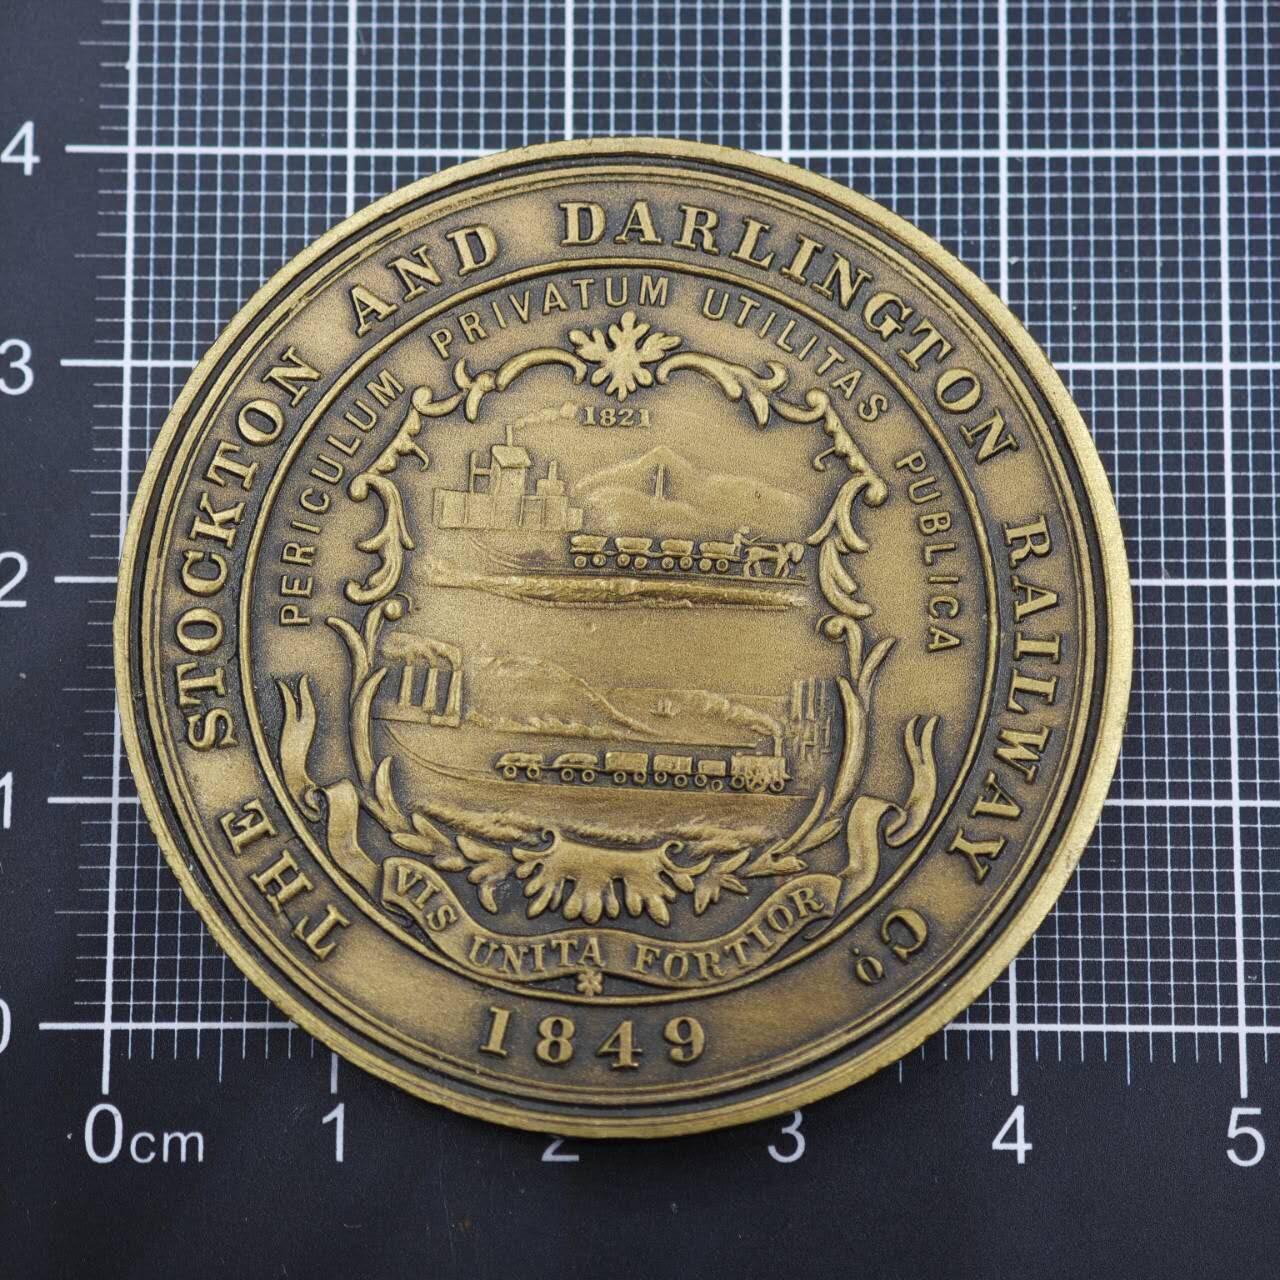 THE STOCKTON AND DARLINGTON RAILWAY Co
PERICULUM PRIVATUM UTILITAS PUBLICA
1821
VIS UNITA FORTIOR
1849
4
3
2
1
0
0cm 1 2 3 4 5